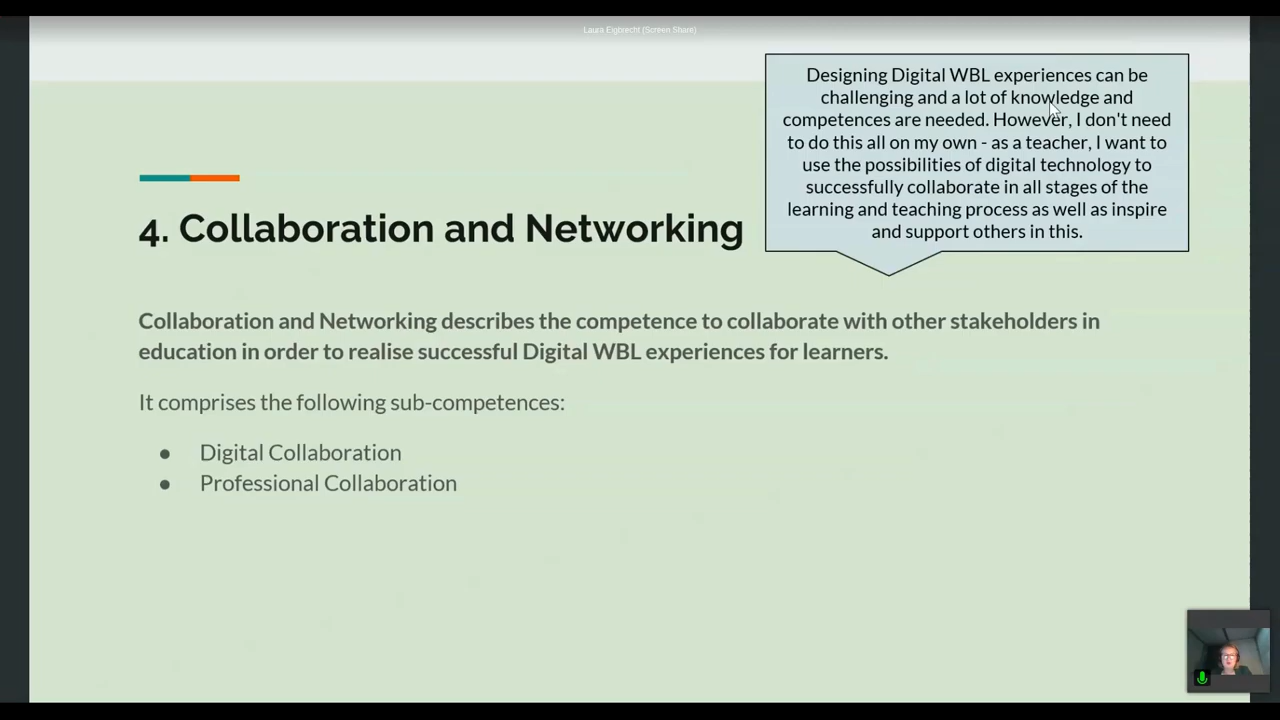 Laura Eigbrecht (Screen Share)
Designing Digital WBL experiences can be
challenging and a lot of knowledge and
competences are needed. However, I don't need
to do this all on my own - as a teacher, I want to
use the possibilities of digital technology to
successfully collaborate in all stages of the
learning and teaching process as well as inspire
and support others in this.
4. Collaboration and Networking
Collaboration and Networking describes the competence to collaborate with other stakeholders in
education in order to realise successful Digital WBL experiences for learners.
It comprises the following sub-competences:
● Digital Collaboration
● Professional Collaboration